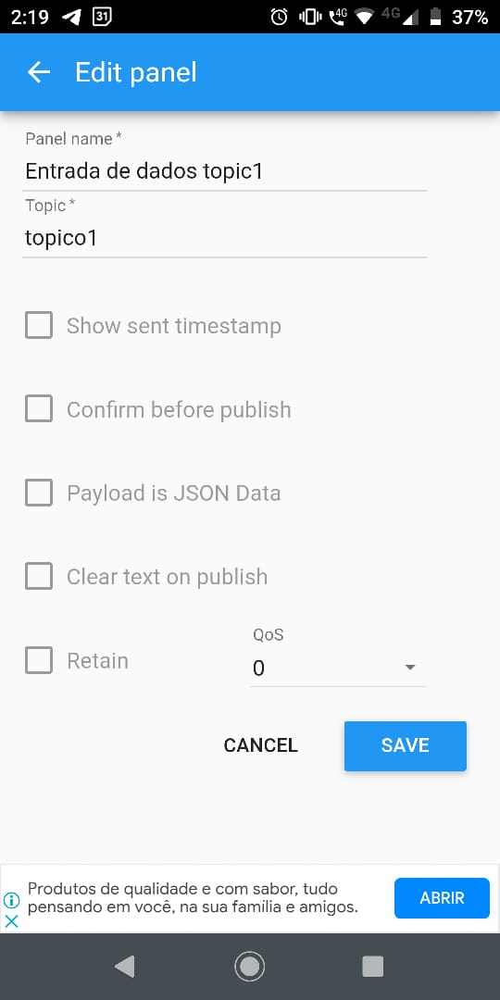 2:19 31 4G 4G 37%
Edit panel
Panel name *
Entrada de dados topic1
Topic *
topico1
Show sent timestamp
Confirm before publish
Payload is JSON Data
Clear text on publish
QoS
Retain 0
CANCEL SAVE
Produtos de qualidade e com sabor, tudo
pensando em você, na sua família e amigos.
ABRIR